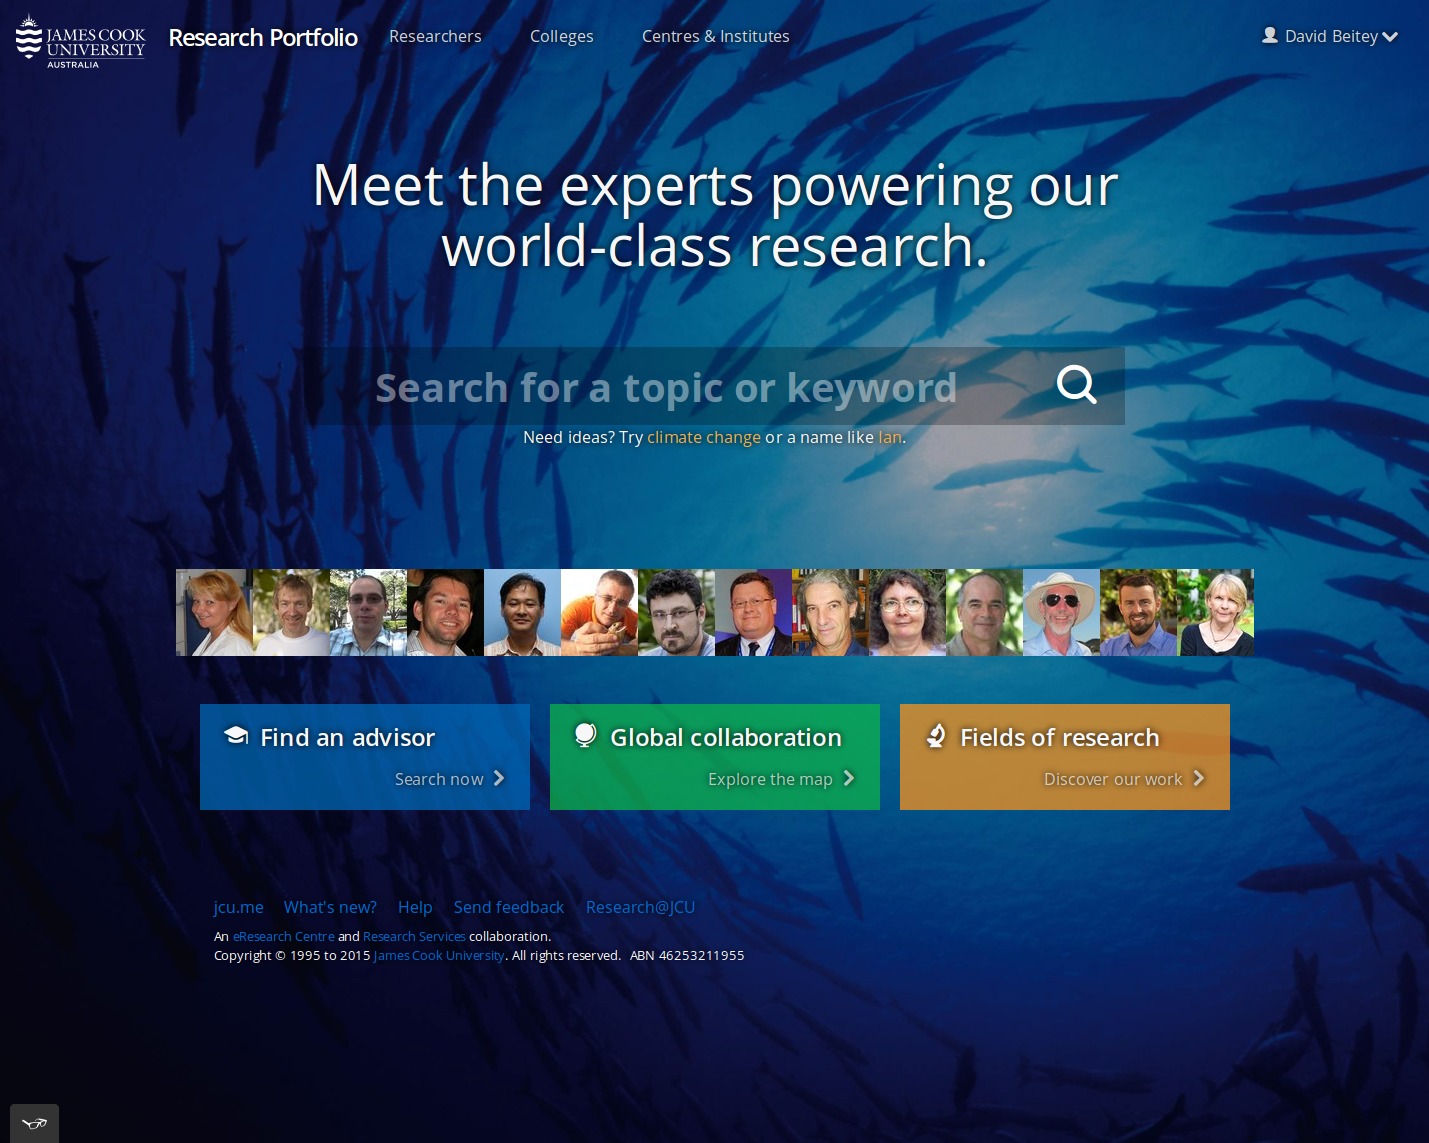 JAMES COOK
UNIVERSITY
AUSTRALIA
Research Portfolio
Researchers
Colleges
Centres & Institutes
David Beitey
Meet the experts powering our
world-class research.
Search for a topic or keyword
Need ideas? Try climate change or a name like Ian.
Find an advisor
Search now
Global collaboration
Explore the map
Fields of research
Discover our work
jcu.me What's new? Help Send feedback Research@JCU
An eResearch Centre and Research Services collaboration.
Copyright © 1995 to 2015 James Cook University. All rights reserved. ABN 46253211955